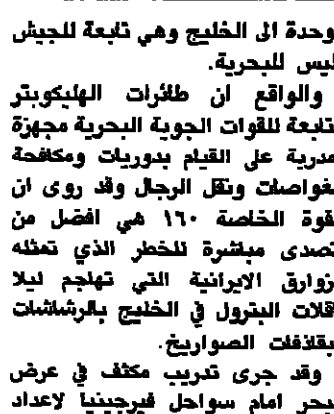 وحدة الى الخليج وهي تابعة للجيش
ليس للبحرية.
والواقع ان طائرات الهليكوبتر
تابعة للقوات الجوية البحرية مجهزة
مدربة على القيام بدوريات ومكافحة
غواصات ونقل الرجال وقد روى ان
قوة الخاصة ١٦٠ هي افضل من
تصدى مباشرة للخطر الذي تمثله
زوارق الايرانية التي تهاجم ليلا
قلات البترول في الخليج بالرشاشات
بقاذفات الصواريخ.
وقد جرى تدريب مكثف في عرض
بحر امام سواحل فيرجينيا لاعداد